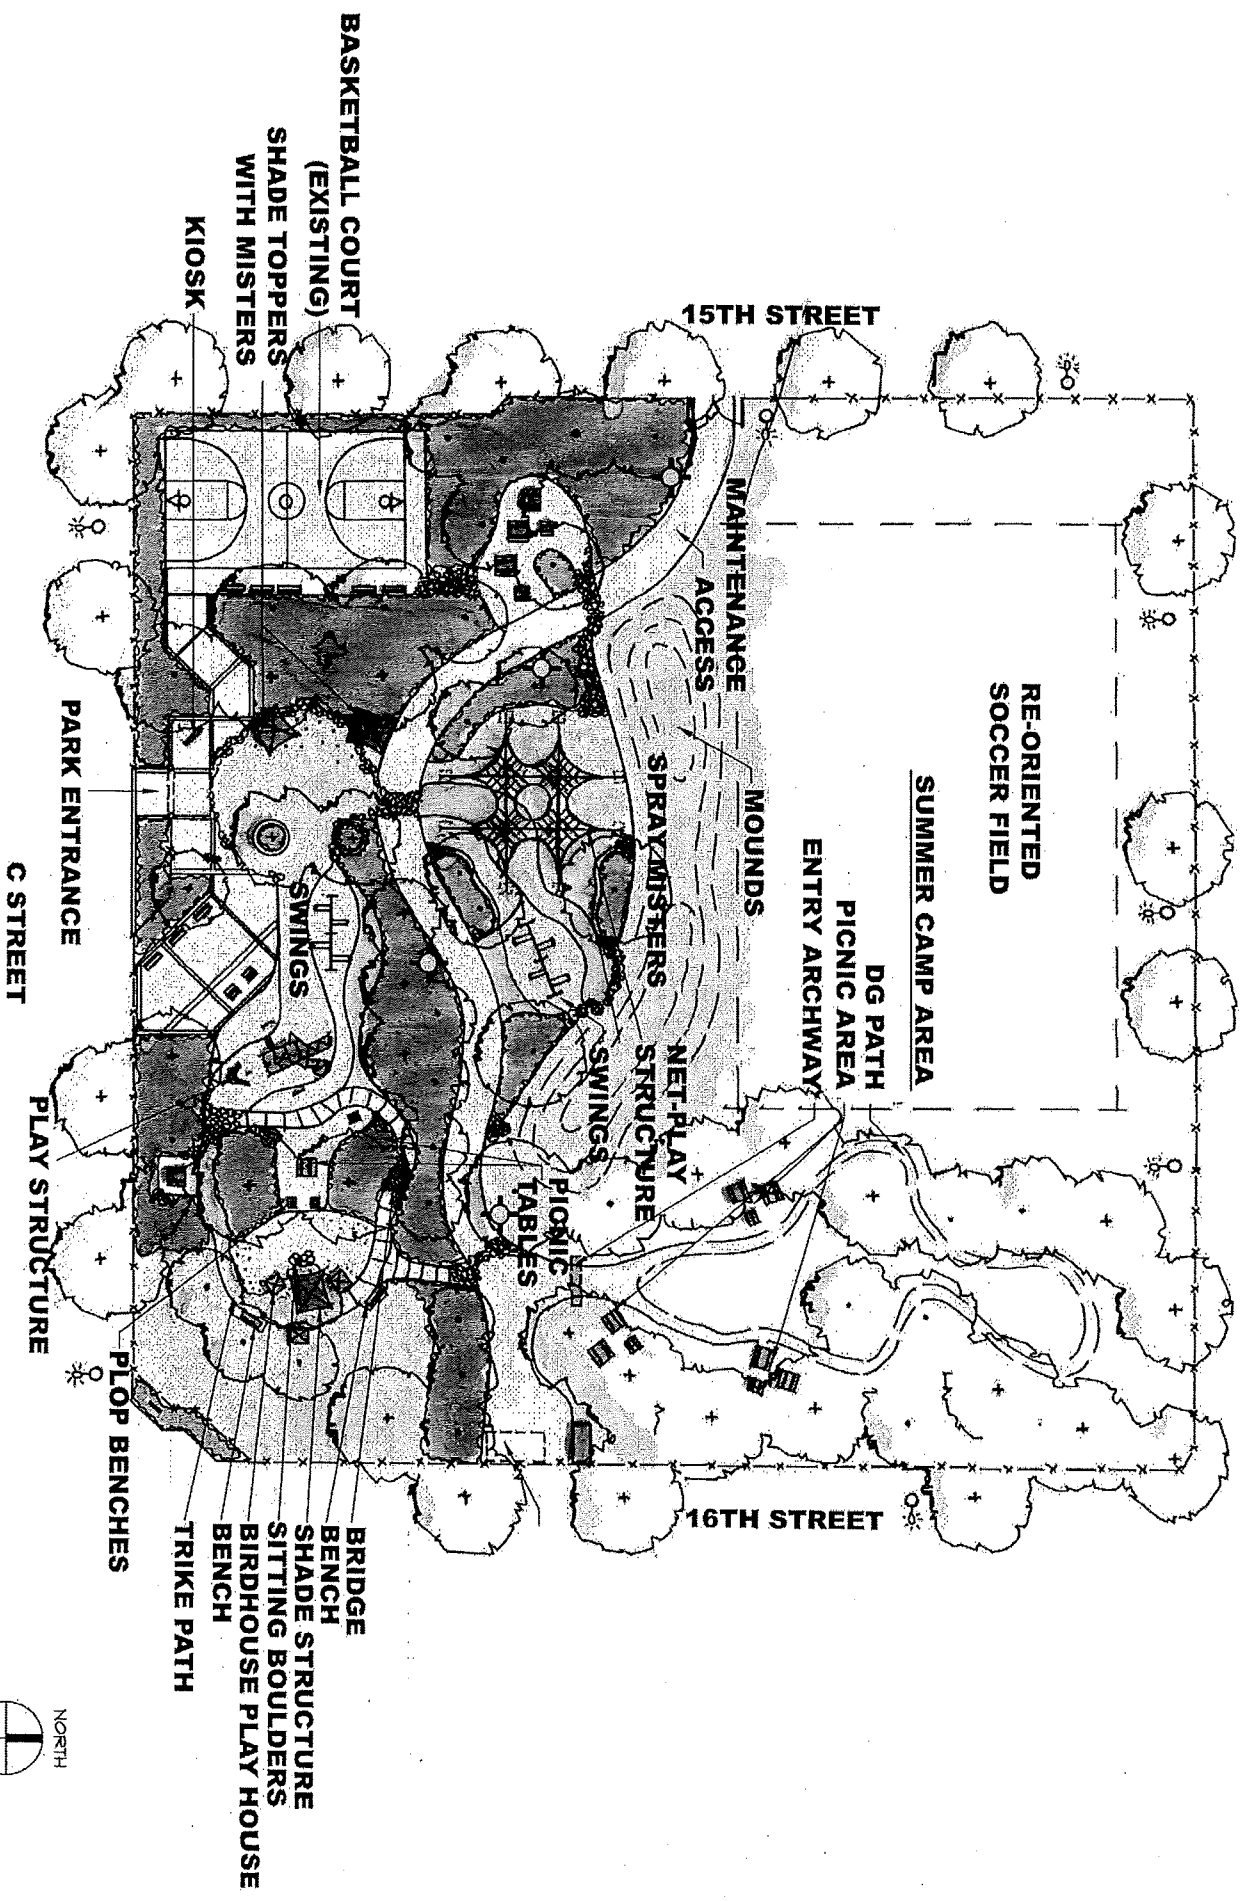 BASKETBALL COURT
(EXISTING)
SHADE TOPPERS
WITH MISTERS
KIOSK
15TH STREET
MAINTENANCE
ACCESS
RE-ORIENTED
SOCCER FIELD
SUMMER CAMP AREA
MOUNDS
SPRAY MISTERS
ENTRY ARCHWAY
PICNIC AREA
DG PATH
PARK ENTRANCE
C STREET
SWINGS
NET-PLAY
STRUCTURE
SWINGS
PICNIC
TABLES
PLAY STRUCTURE
PLOP BENCHES
16TH STREET
BRIDGE
BENCH
SHADE STRUCTURE
SITTING BOULDERS
BIRDHOUSE PLAY HOUSE
BENCH
TRIKE PATH
NORTH